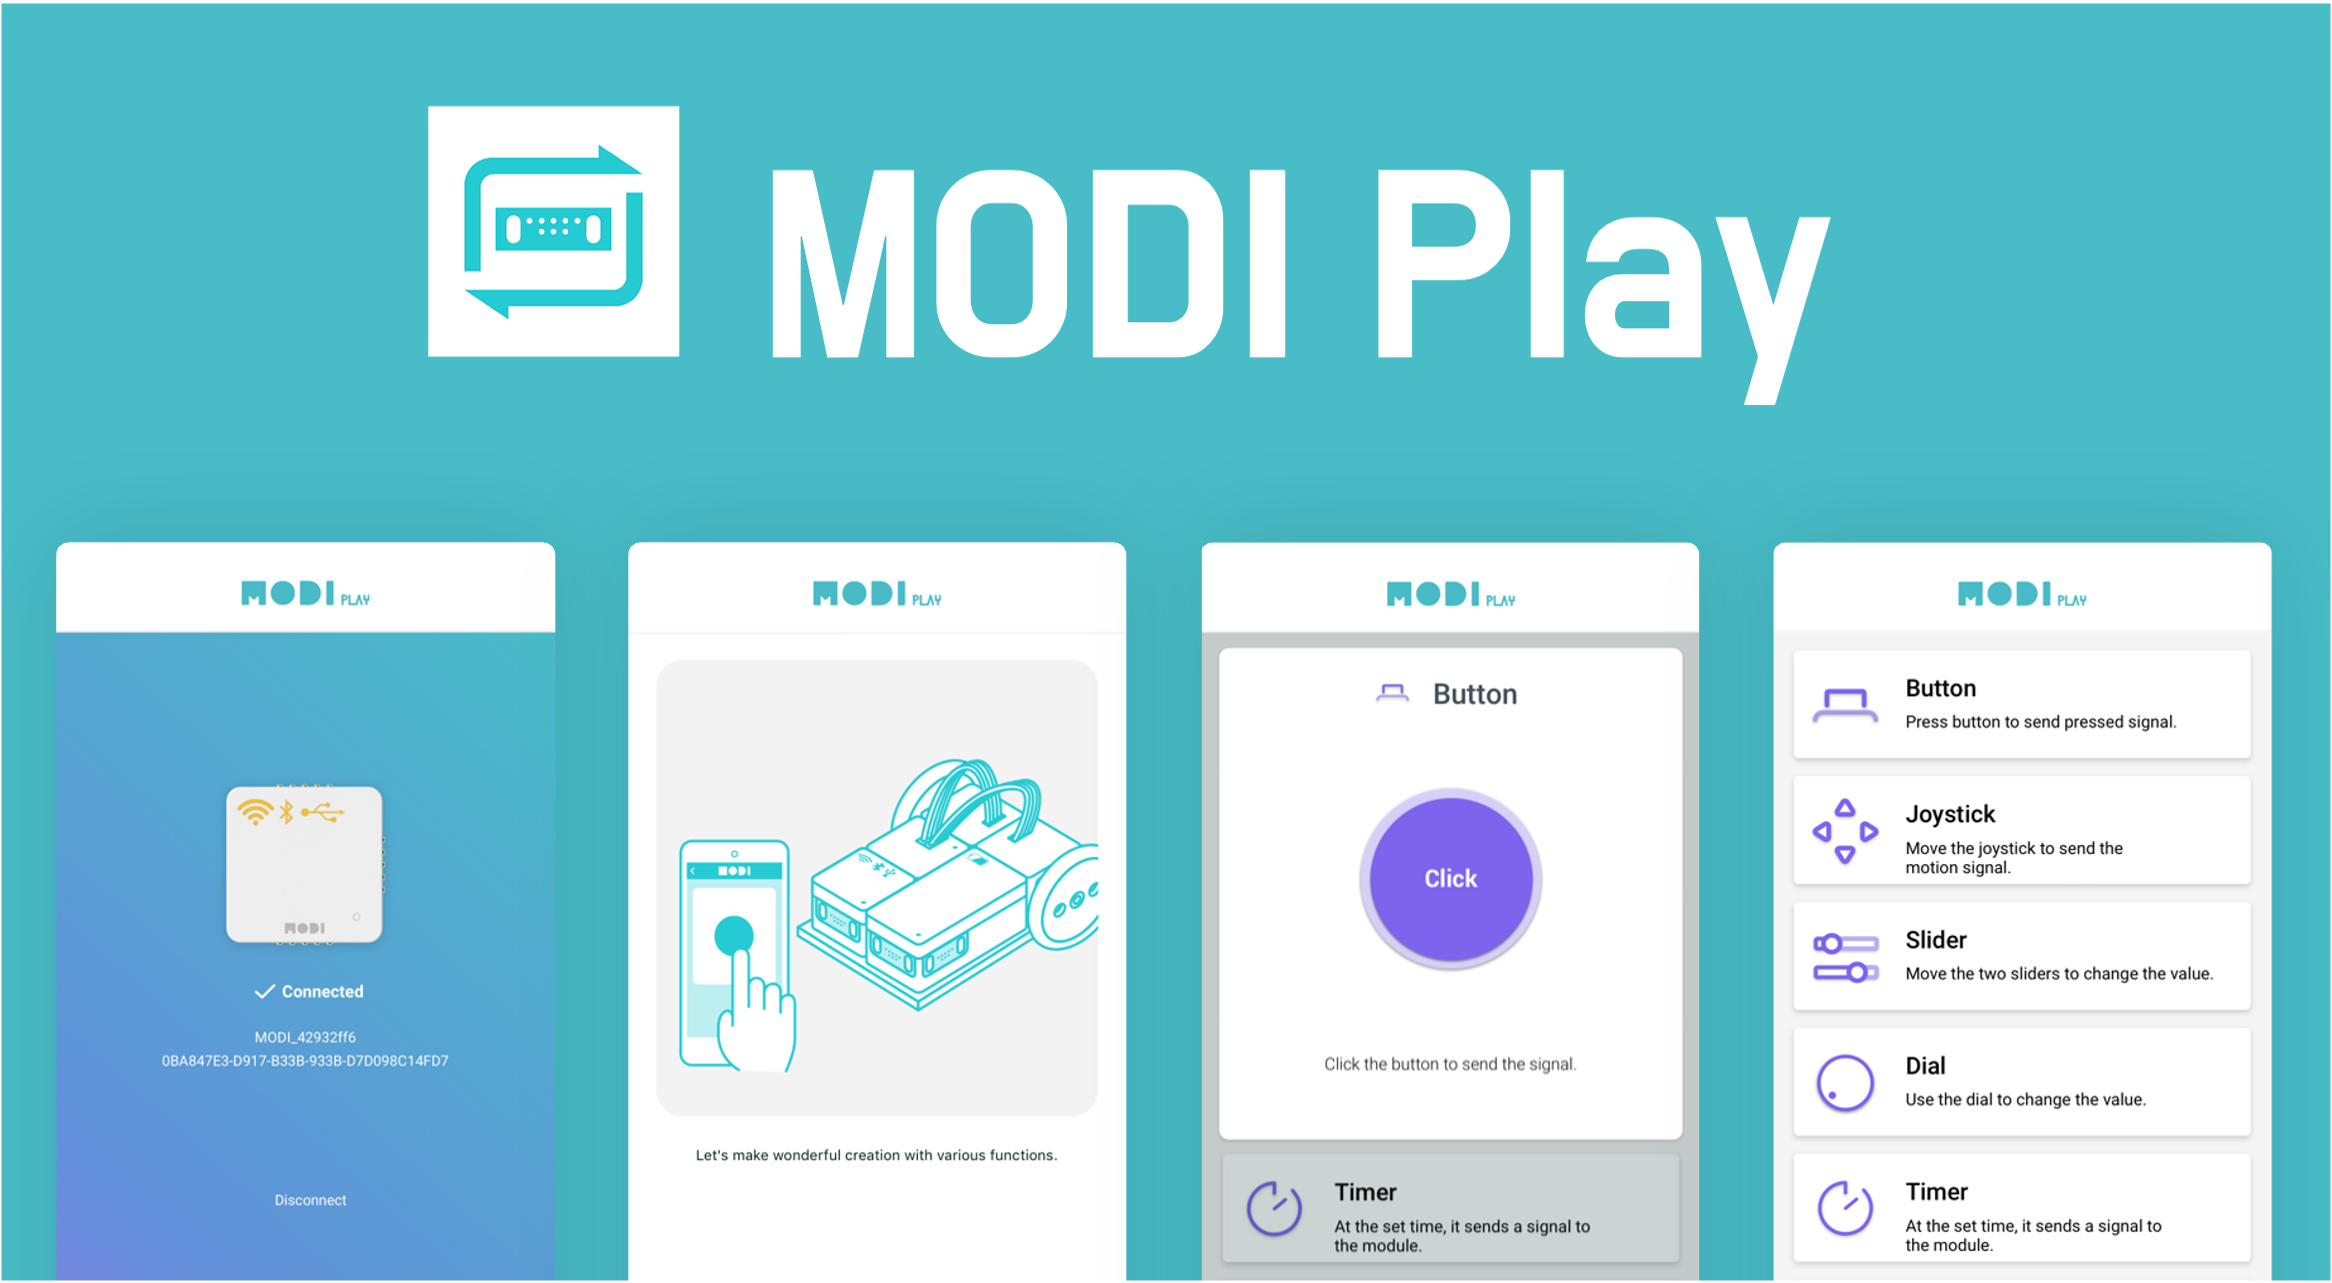 MODI Play
MODI PLAY
MODI
Connected
MODI_42932ff6
0BA847E3-D917-B33B-933B-D7D098C14FD7
Disconnect
MODI PLAY
MODI
Let's make wonderful creation with various functions.
MODI PLAY
Button
Click
Click the button to send the signal.
Timer
At the set time, it sends a signal to
the module.
MODI PLAY
Button
Press button to send pressed signal.
Joystick
Move the joystick to send the
motion signal.
Slider
Move the two sliders to change the value.
Dial
Use the dial to change the value.
Timer
At the set time, it sends a signal to
the module.